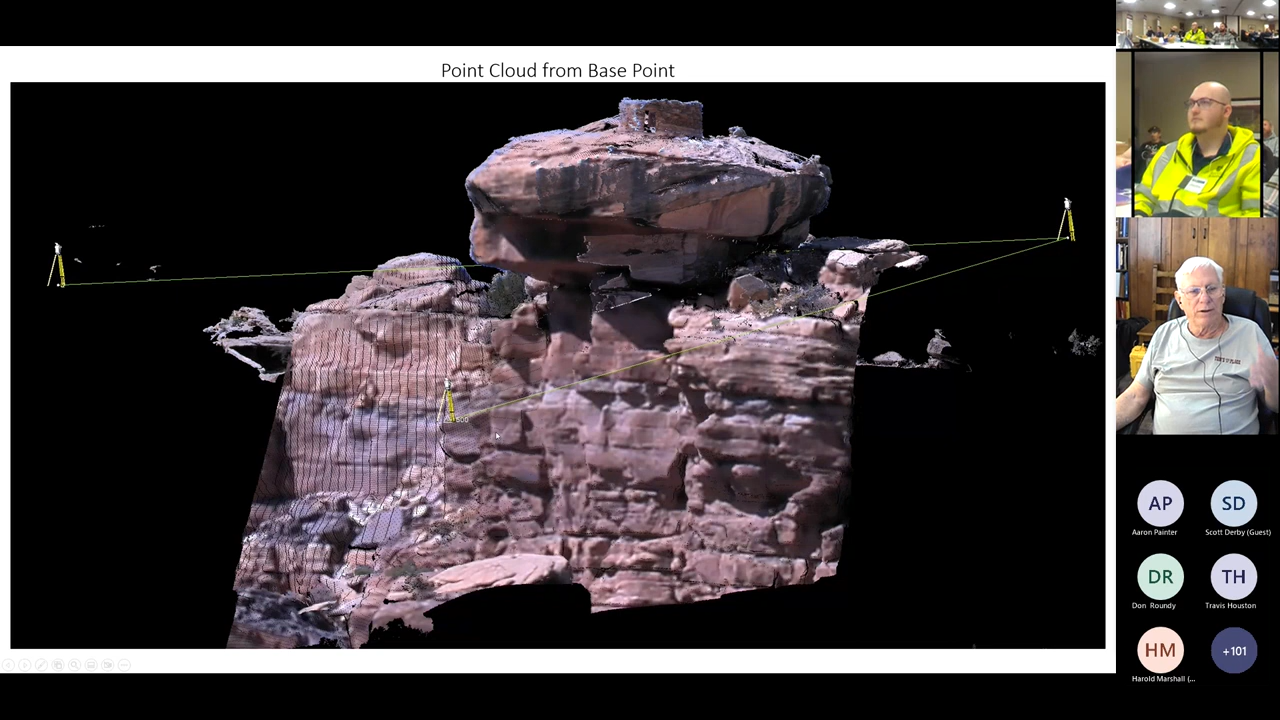 Point Cloud from Base Point
500
AP
SD
Aaron Painter
Scott Derby (Guest)
DR
TH
Don Roundy
Travis Houston
HM
+101
Harold Marshall (...